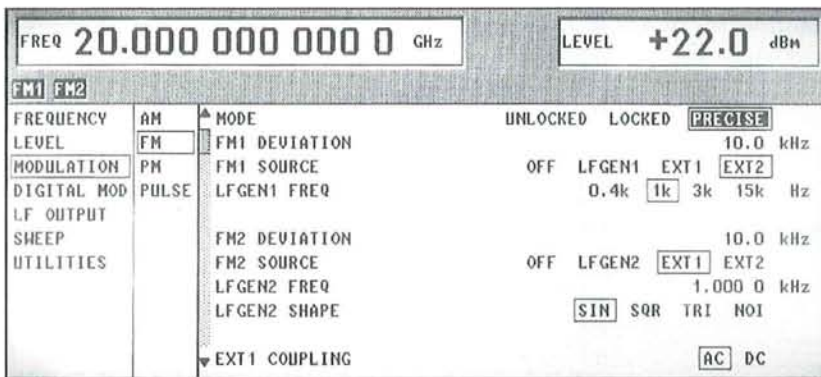 FREQ 20.000 000 000 0 GHz LEVEL +22.0 dBm
FM1 FM2
FREQUENCY AM MODE UNLOCKED LOCKED PRECISE
LEVEL FM FM1 DEVIATION 10.0 kHz
MODULATION PM FM1 SOURCE OFF LFGEN1 EXT1 EXT2
DIGITAL MOD PULSE LFGEN1 FREQ 0.4k 1k 3k 15k Hz
LF OUTPUT
SWEEP FM2 DEVIATION 10.0 kHz
UTILITIES FM2 SOURCE OFF LFGEN2 EXT1 EXT2
LFGEN2 FREQ 1.000 0 kHz
LFGEN2 SHAPE SIN SQR TRI NOI
EXT1 COUPLING AC DC